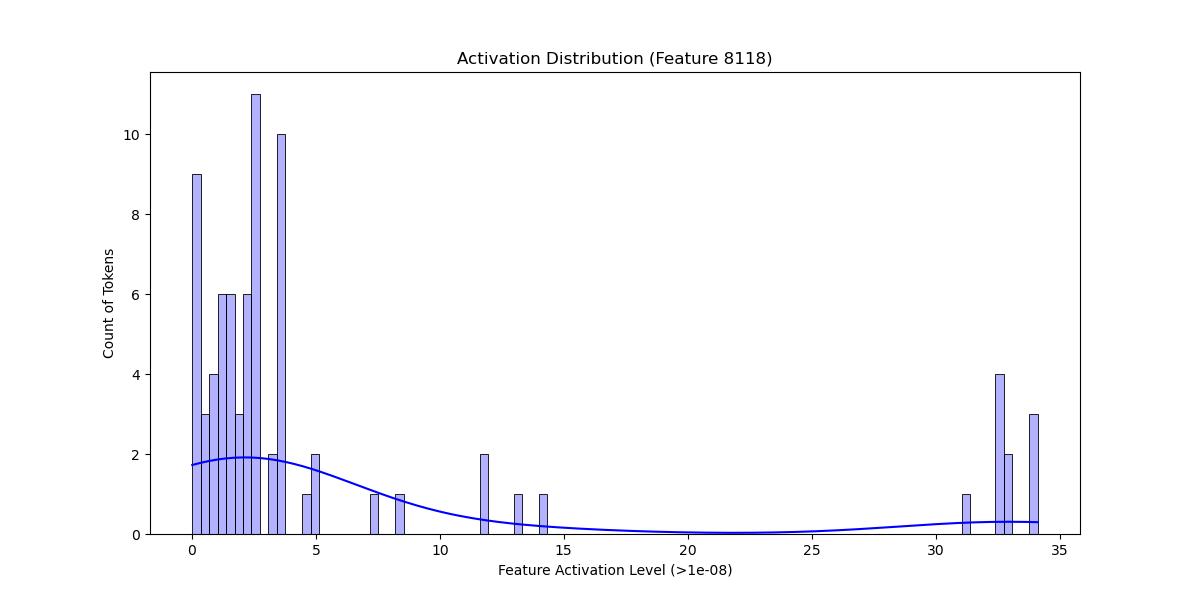 Activation Distribution (Feature 8118)
Count of Tokens
10
8
6
4
2
0
0 5 10 15 20 25 30 35
Feature Activation Level (>1e-08)